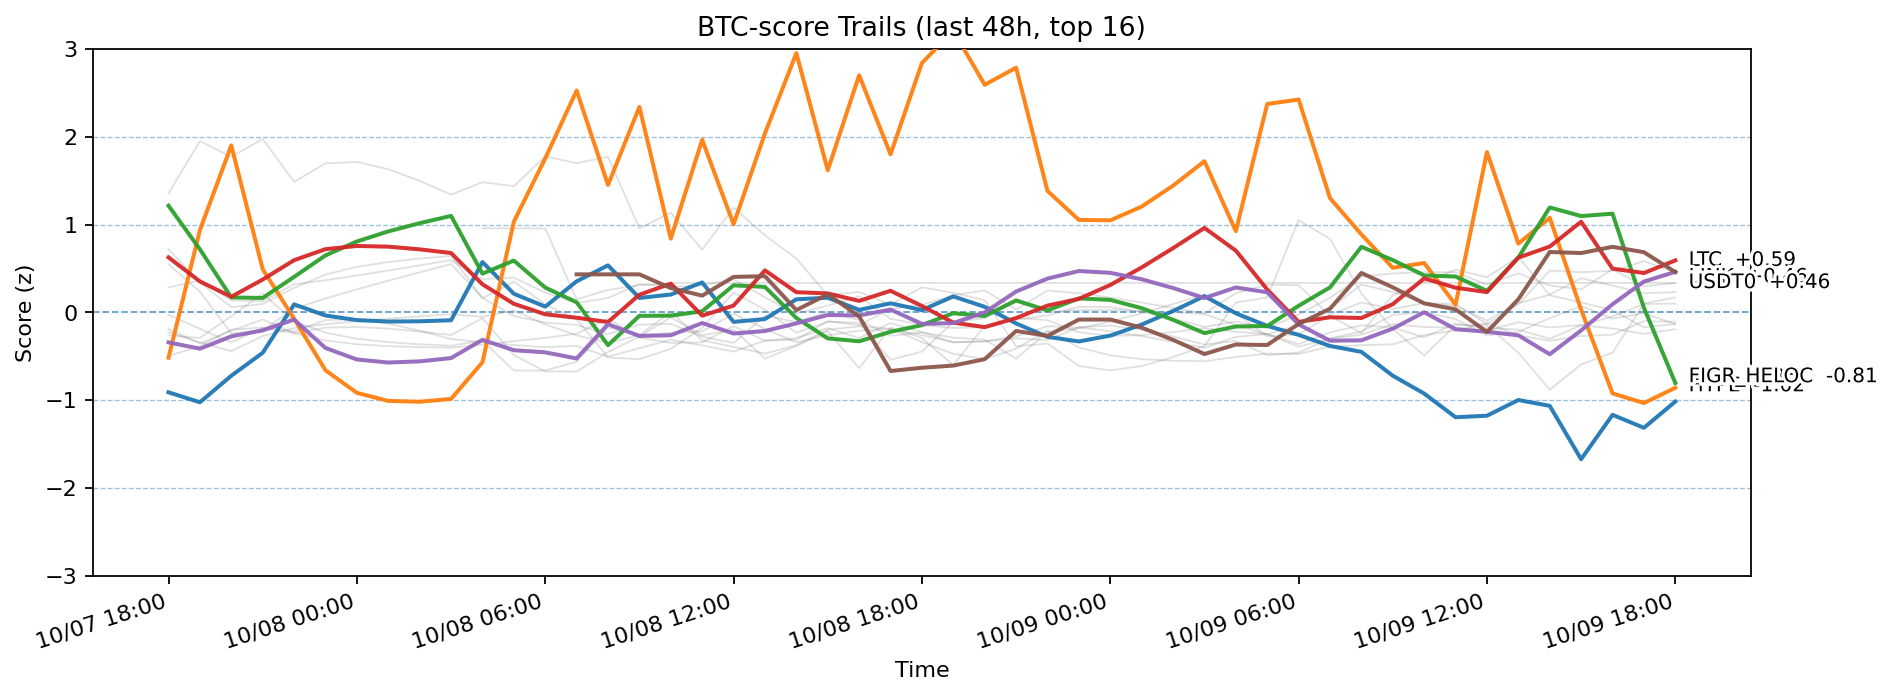 BTC-score Trails (last 48h, top 16)
Score (z)
3
2
1
0
−1
−2
−3
LTC +0.59
USDT0 +0.46
FIGR_HELOC -0.81
10/07 18:00
10/08 00:00
10/08 06:00
10/08 12:00
10/08 18:00
10/09 00:00
10/09 06:00
10/09 12:00
10/09 18:00
Time